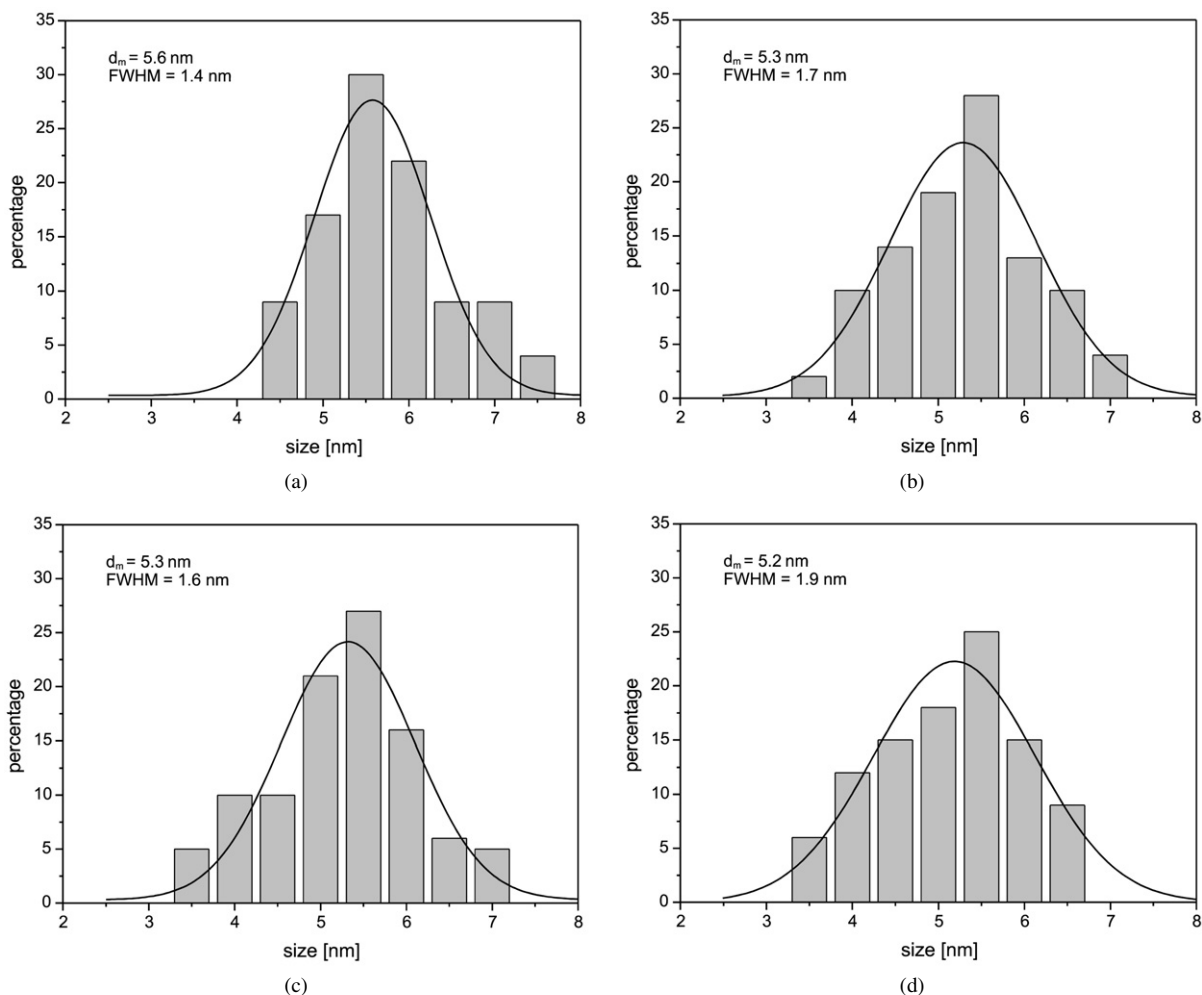 35
30
25
20
15
10
5
0
percentage
dₘ = 5.6 nm
FWHM = 1.4 nm
2 3 4 5 6 7 8
size [nm]
(a)
35
30
25
20
15
10
5
0
percentage
dₘ = 5.3 nm
FWHM = 1.7 nm
2 3 4 5 6 7 8
size [nm]
(b)
35
30
25
20
15
10
5
0
percentage
dₘ = 5.3 nm
FWHM = 1.6 nm
2 3 4 5 6 7 8
size [nm]
(c)
35
30
25
20
15
10
5
0
percentage
dₘ = 5.2 nm
FWHM = 1.9 nm
2 3 4 5 6 7 8
size [nm]
(d)